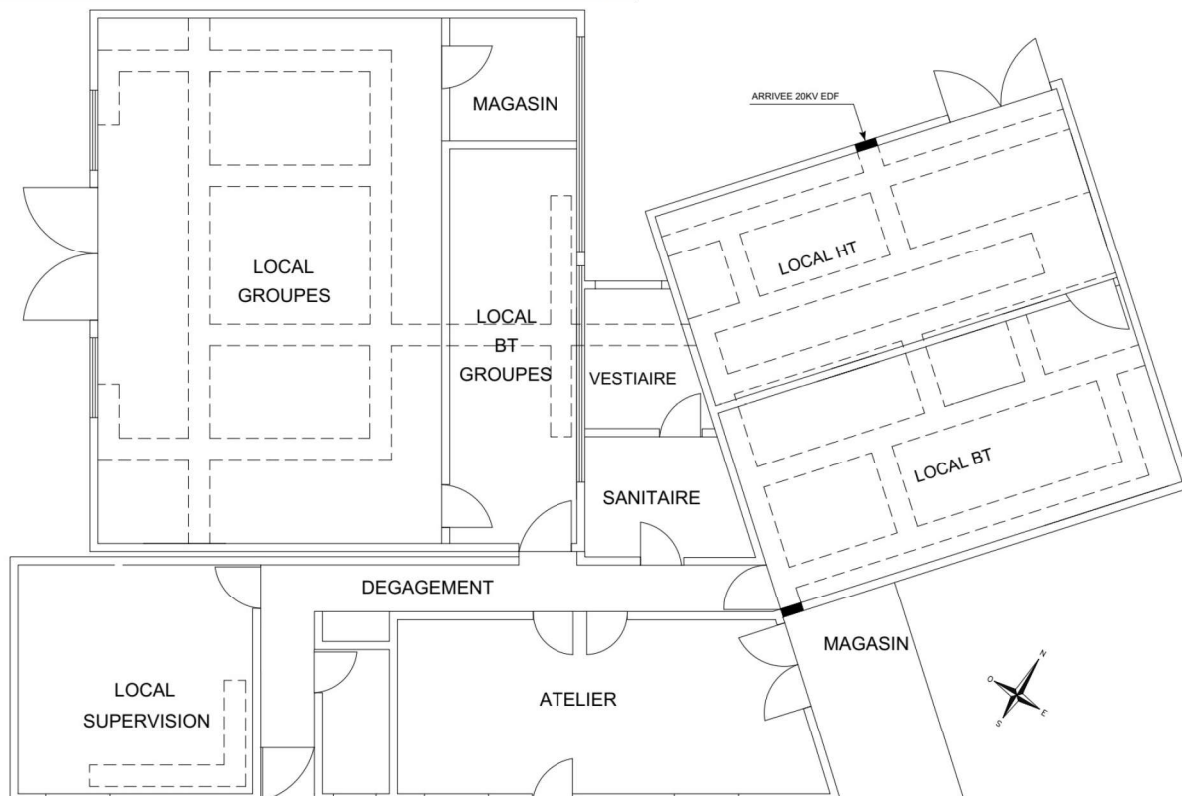 MAGASIN
ARRIVEE 20KV EDF
LOCAL HT
LOCAL
GROUPES
LOCAL
BT
GROUPES
VESTIAIRE
LOCAL BT
SANITAIRE
DEGAGEMENT
MAGASIN
LOCAL
SUPERVISION
ATELIER
N
O
E
S